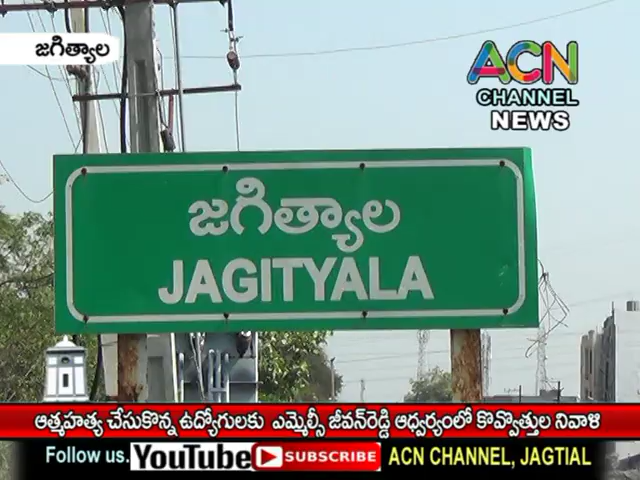 జగిత్యాల
ACN
CHANNEL
NEWS
జగిత్యాల
JAGITYALA
ఆత్మహత్య చేసుకొన్న ఉద్యోగులకు ఎమ్మెల్సీ జీవన్‌రెడ్డి ఆధ్వర్యంలో కొవ్వొత్తుల నివాళి
Follow us. YouTube SUBSCRIBE ACN CHANNEL, JAGTIAL